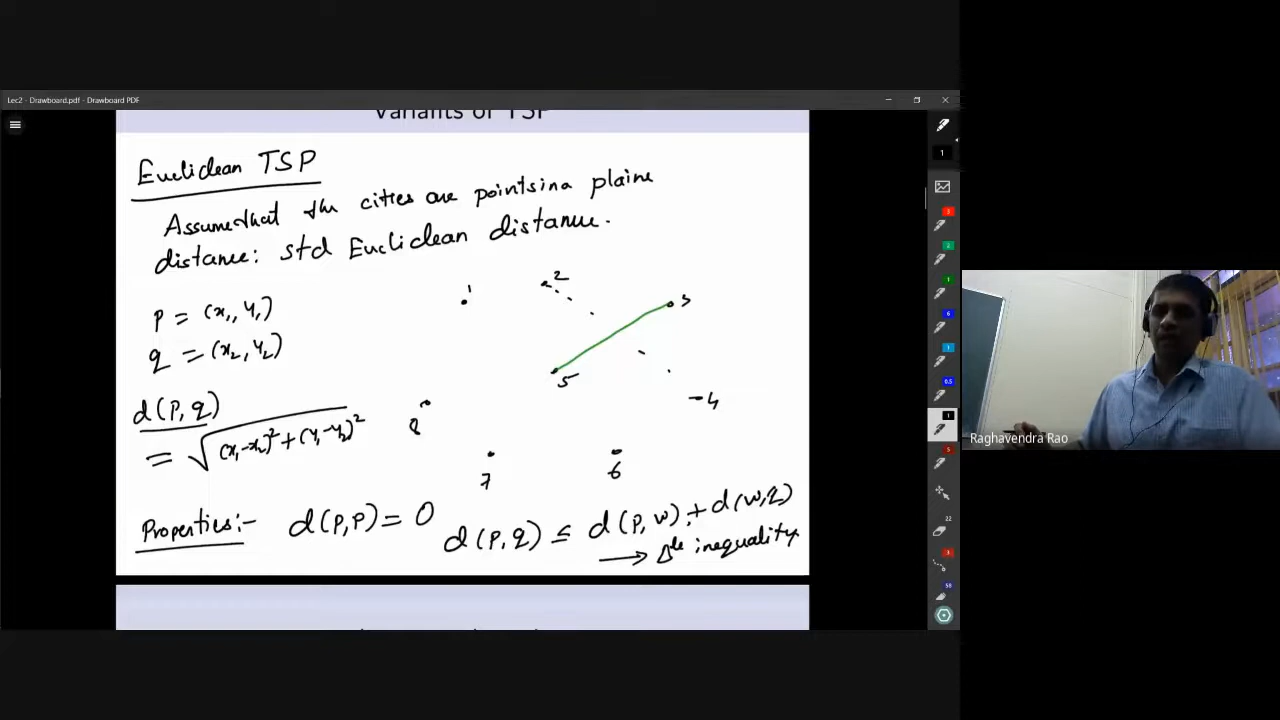 Lec2 - Drawboard.pdf - Drawboard PDF
Variants of TSP
Euclidean TSP
Assume that the cities are points in a plaine
distance: std Euclidean distance.
p = (x₁, y₁)
q = (x₂, y₂)
d(p, q)
= √(x₁-x₂)² + (y₁-y₂)²
1
2
3
5
4
8
7
6
Properties:- d(p,p) = 0 d(p,q) ≤ d(p,w) + d(w,q)
→ Δle inequality
Raghavendra Rao